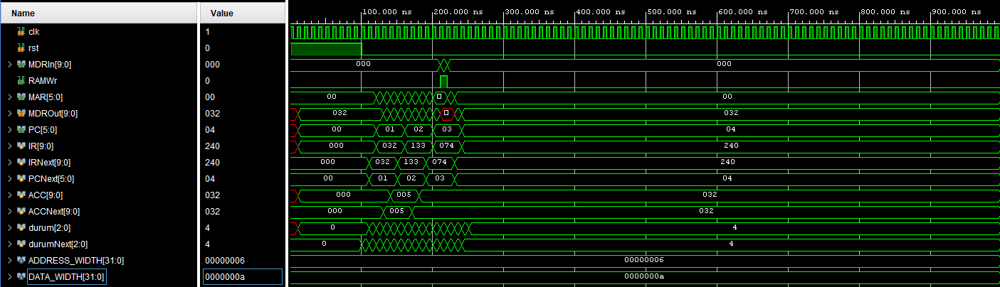 Name Value 100.000 ns 200.000 ns 300.000 ns 400.000 ns 500.000 ns 600.000 ns 700.000 ns 800.000 ns 900.000 ns
clk 1
rst 0
MDRIn[9:0] 000 000 000
RAMWr 0
MAR[5:0] 00 00 00
MDROut[9:0] 032 032 032
PC[5:0] 04 00 01 02 03 04
IR[9:0] 240 000 032 133 074 240
IRNext[9:0] 240 000 032 133 074 240
PCNext[5:0] 04 00 01 02 03 04
ACC[9:0] 032 000 005 032
ACCNext[9:0] 032 000 005 032
durum[2:0] 4 0 4
durumNext[2:0] 4 0 4
ADDRESS_WIDTH[31:0] 00000006 00000006
DATA_WIDTH[31:0] 0000000a 0000000a